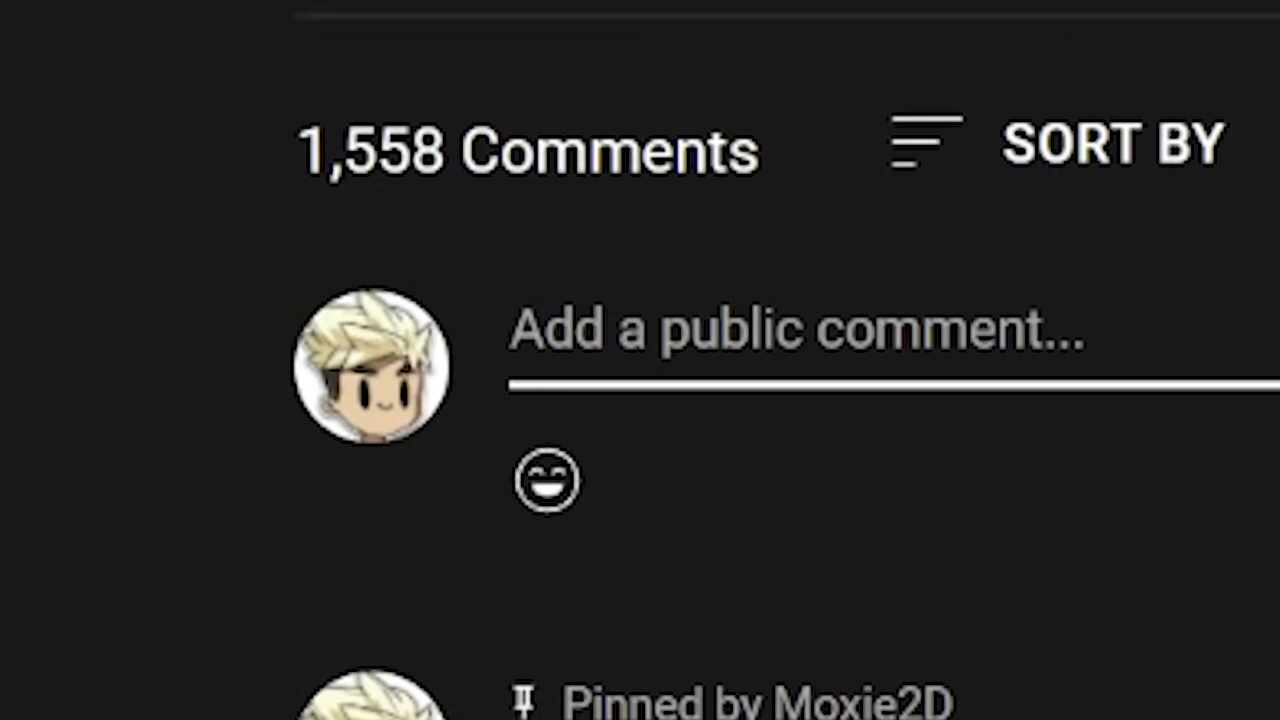 1,558 Comments
SORT BY
Add a public comment...
Pinned by Moxie2D